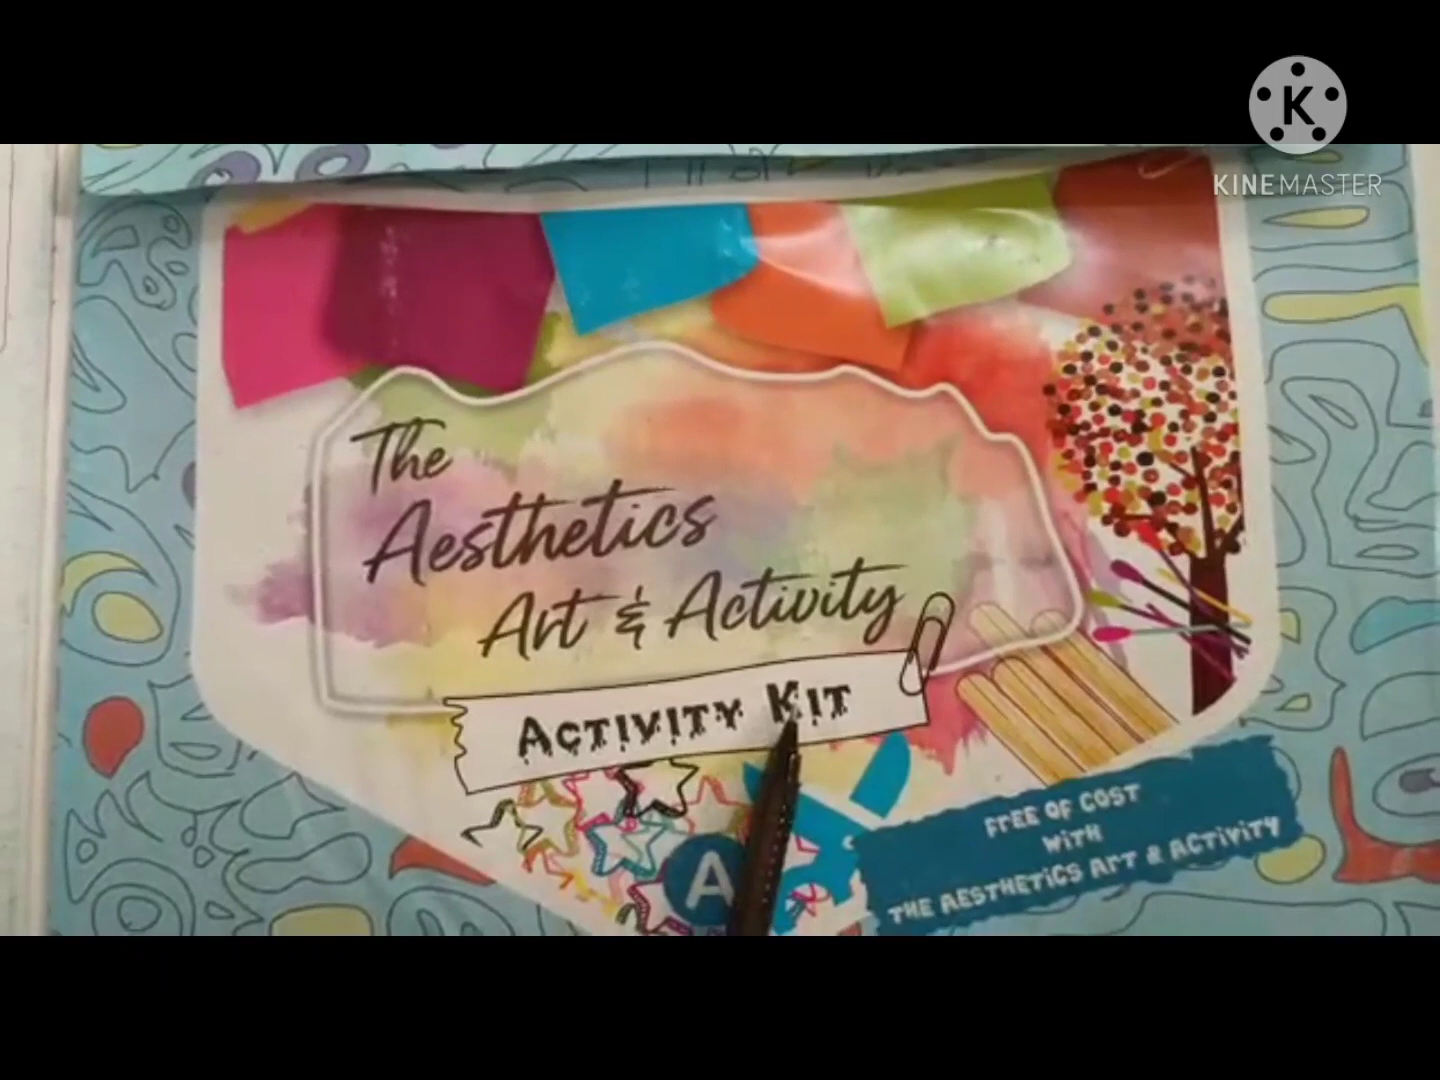 K
KINEMASTER
The
Aesthetics
Art & Activity
ACTIVITY KIT
A
FREE OF COST
WITH
THE AESTHETICS ART & ACTIVITY